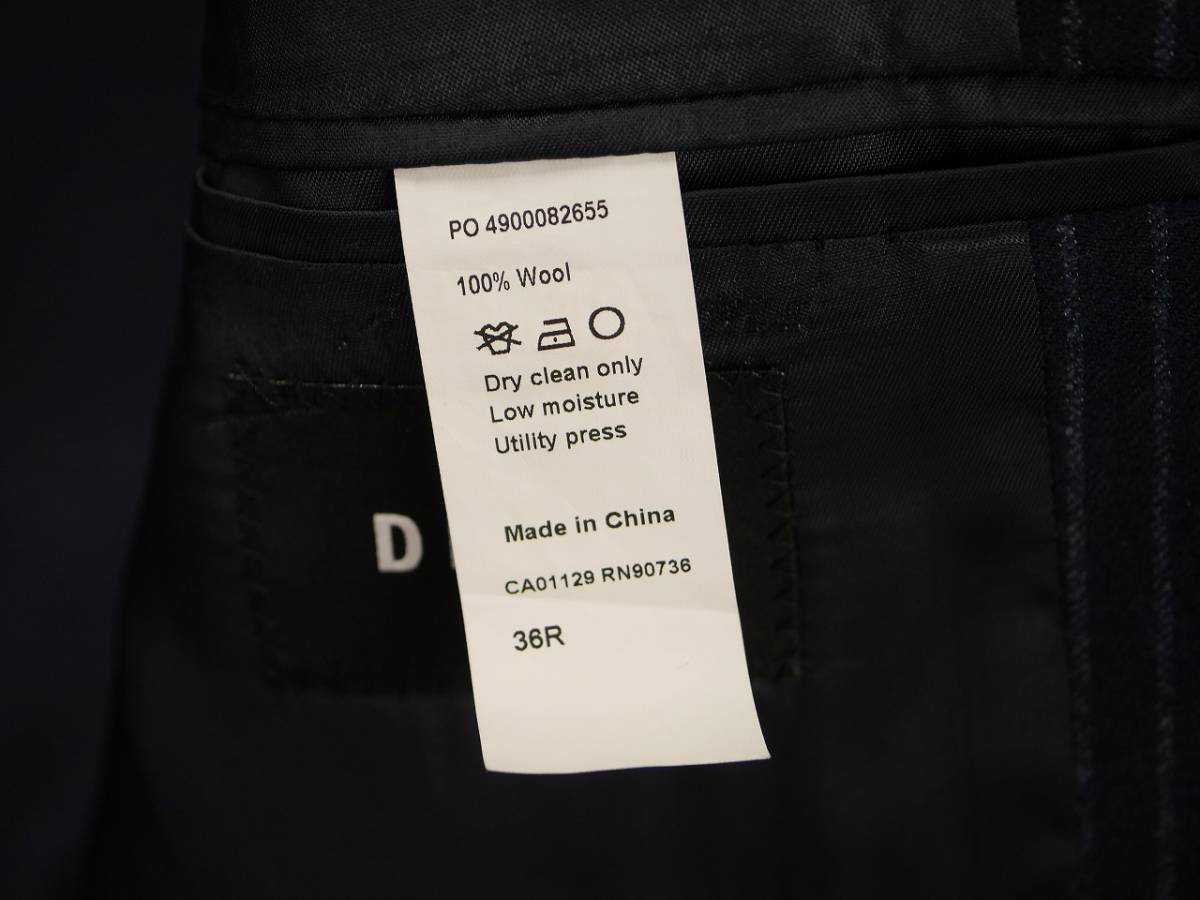 PO 4900082655
100% Wool
Dry clean only
Low moisture
Utility press
D
Made in China
CA01129 RN90736
36R